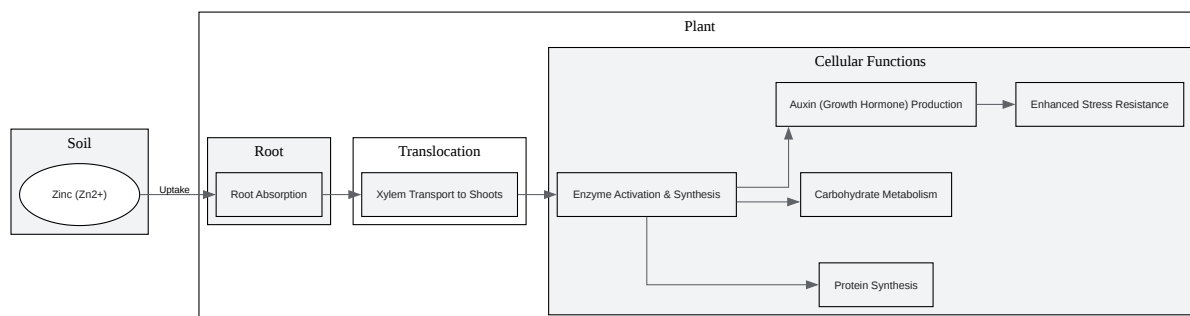 Plant
Cellular Functions
Auxin (Growth Hormone) Production
Enhanced Stress Resistance
Soil
Root
Translocation
Zinc (Zn2+)
Uptake
Root Absorption
Xylem Transport to Shoots
Enzyme Activation & Synthesis
Carbohydrate Metabolism
Protein Synthesis